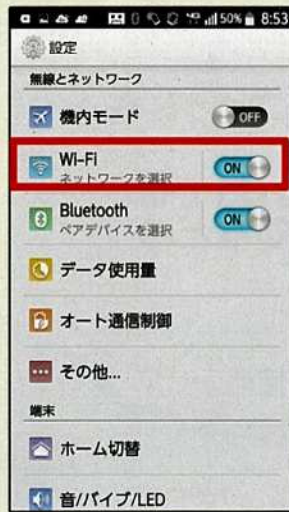 50% 8:53
設定
無線とネットワーク
機内モード OFF
Wi-Fi ON
ネットワークを選択
Bluetooth ON
ペアデバイスを選択
データ使用量
オート通信制御
その他...
端末
ホーム切替
音/バイブ/LED